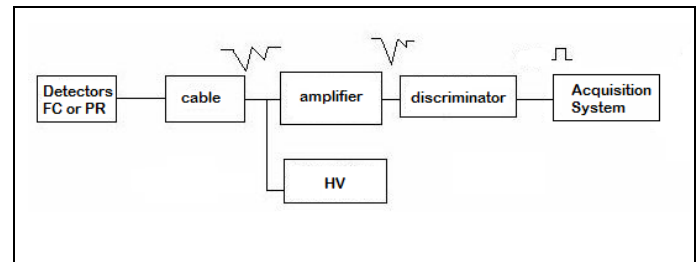 Detectors
FC or PR
cable
amplifier
discriminator
Acquisition
System
HV